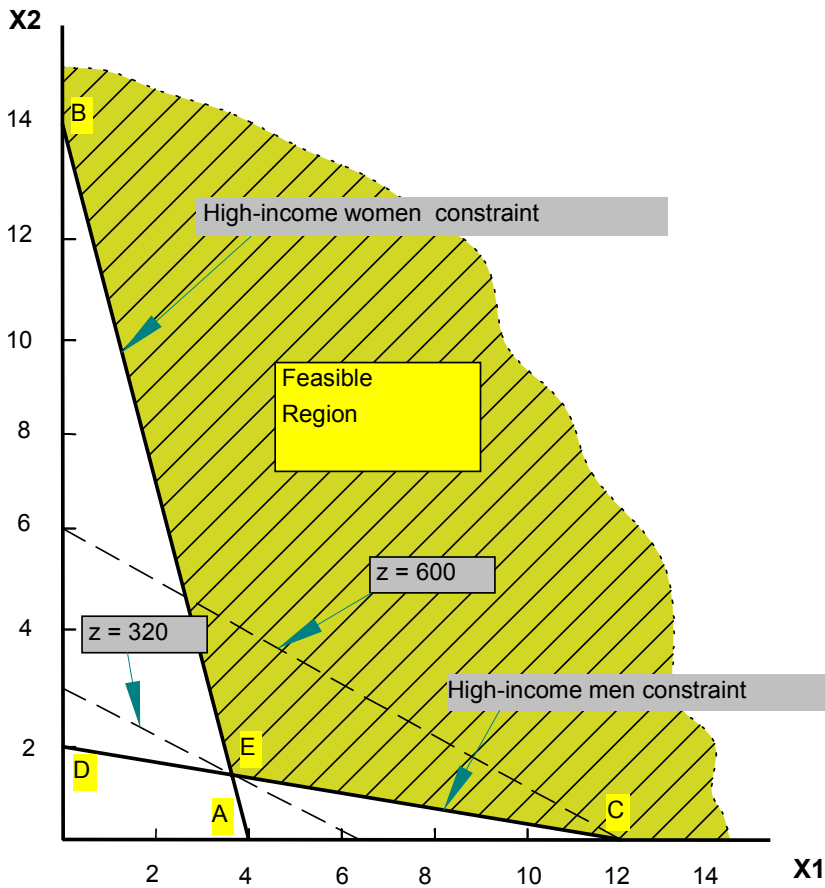 X2
B
14
High-income women constraint
12
10
Feasible
Region
8
6
z = 600
4
z = 320
High-income men constraint
E
2
D
C
A
2
4
6
8
10
12
14
X1